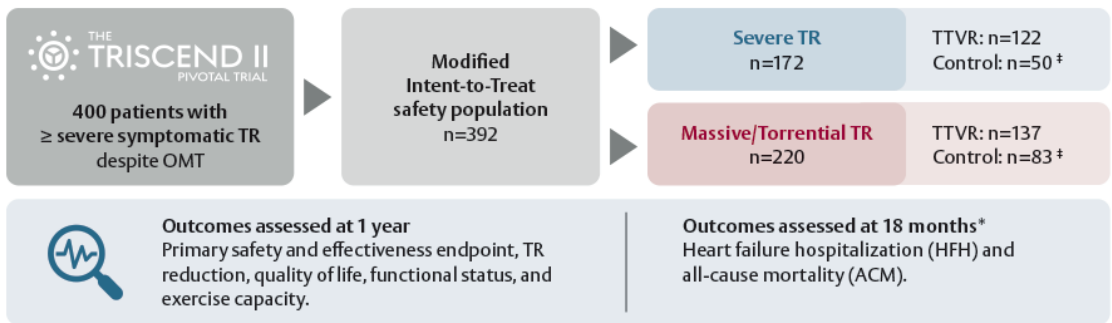 THE
TRISCEND II
PIVOTAL TRIAL
400 patients with
≥ severe symptomatic TR
despite OMT
Modified
Intent-to-Treat
safety population
n=392
Severe TR
n=172
TTVR: n=122
Control: n=50 ‡
Massive/Torrential TR
n=220
TTVR: n=137
Control: n=83 ‡
Outcomes assessed at 1 year
Primary safety and effectiveness endpoint, TR
reduction, quality of life, functional status, and
exercise capacity.
Outcomes assessed at 18 months*
Heart failure hospitalization (HFH) and
all-cause mortality (ACM).